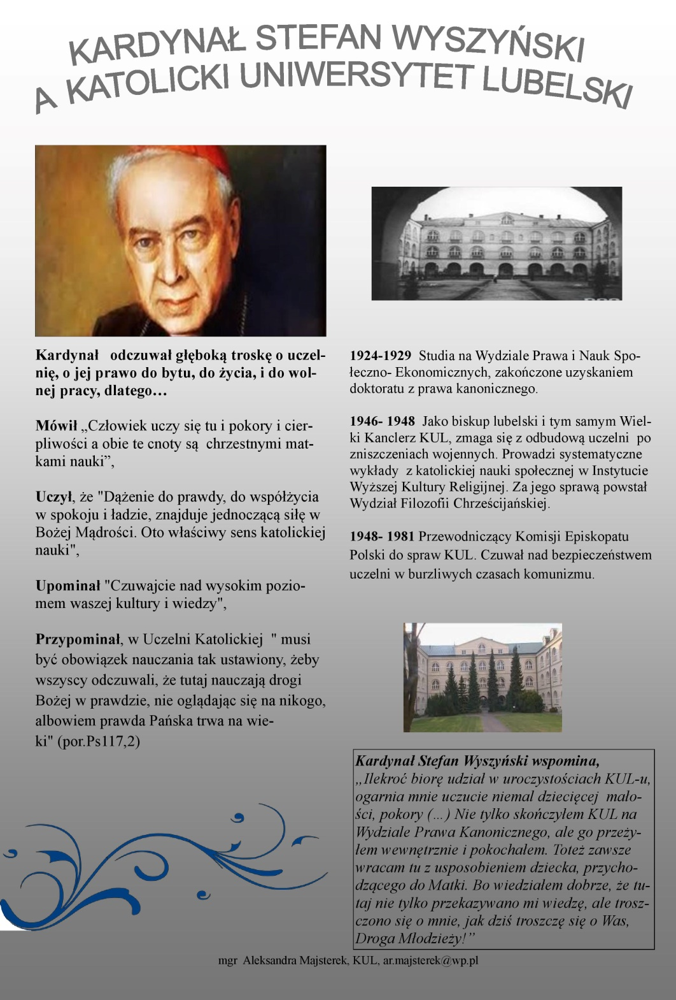 KARDYNAŁ STEFAN WYSZYŃSKI
A KATOLICKI UNIWERSYTET LUBELSKI
Kardynał odczuwał głęboką troskę o uczel-
nię, o jej prawo do bytu, do życia, i do wol-
nej pracy, dlatego…
Mówił „Człowiek uczy się tu i pokory i cier-
pliwości a obie te cnoty są chrzestnymi mat-
kami nauki”,
Uczył, że "Dążenie do prawdy, do współżycia
w spokoju i ładzie, znajduje jednoczącą siłę w
Bożej Mądrości. Oto właściwy sens katolickiej
nauki",
Upominał "Czuwajcie nad wysokim pozio-
mem waszej kultury i wiedzy",
Przypominał, w Uczelni Katolickiej " musi
być obowiązek nauczania tak ustawiony, żeby
wszyscy odczuwali, że tutaj nauczają drogi
Bożej w prawdzie, nie oglądając się na nikogo,
albowiem prawda Pańska trwa na wie-
ki" (por.Ps117,2)
1924-1929 Studia na Wydziale Prawa i Nauk Spo-
łeczno- Ekonomicznych, zakończone uzyskaniem
doktoratu z prawa kanonicznego.
1946- 1948 Jako biskup lubelski i tym samym Wiel-
ki Kanclerz KUL, zmaga się z odbudową uczelni po
zniszczeniach wojennych. Prowadzi systematyczne
wykłady z katolickiej nauki społecznej w Instytucie
Wyższej Kultury Religijnej. Za jego sprawą powstał
Wydział Filozofii Chrześcijańskiej.
1948- 1981 Przewodniczący Komisji Episkopatu
Polski do spraw KUL. Czuwał nad bezpieczeństwem
uczelni w burzliwych czasach komunizmu.
Kardynał Stefan Wyszyński wspomina,
„Ilekroć biorę udział w uroczystościach KUL-u,
ogarnia mnie uczucie niemal dziecięcej mało-
ści, pokory (…) Nie tylko skończyłem KUL na
Wydziale Prawa Kanonicznego, ale go przeży-
łem wewnętrznie i pokochałem. Toteż zawsze
wracam tu z usposobieniem dziecka, przycho-
dzącego do Matki. Bo wiedziałem dobrze, że tu-
taj nie tylko przekazywano mi wiedzę, ale trosz-
czono się o mnie, jak dziś troszczę się o Was,
Droga Młodzieży!”
mgr Aleksandra Majsterek, KUL, ar.majsterek@wp.pl